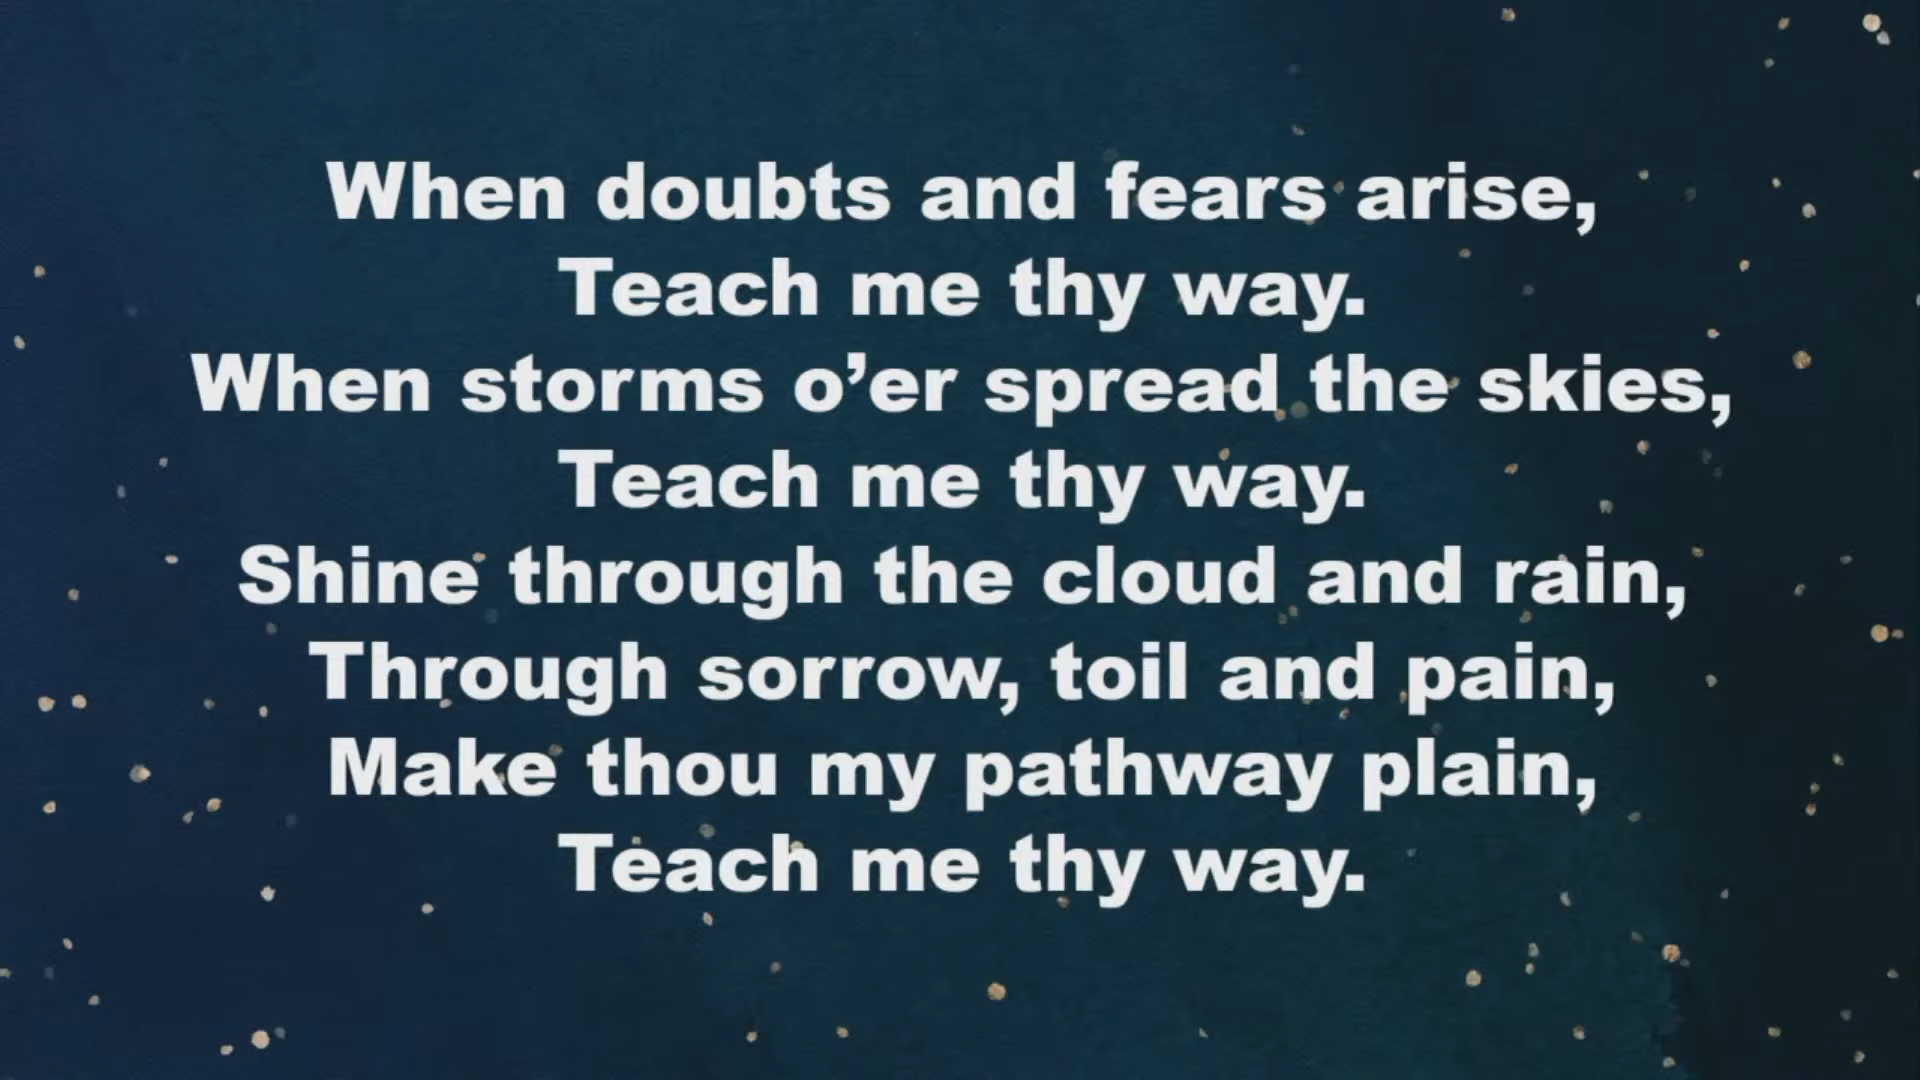 When doubts and fears arise,
Teach me thy way.
When storms o’er spread the skies,
Teach me thy way.
Shine through the cloud and rain,
Through sorrow, toil and pain,
Make thou my pathway plain,
Teach me thy way.